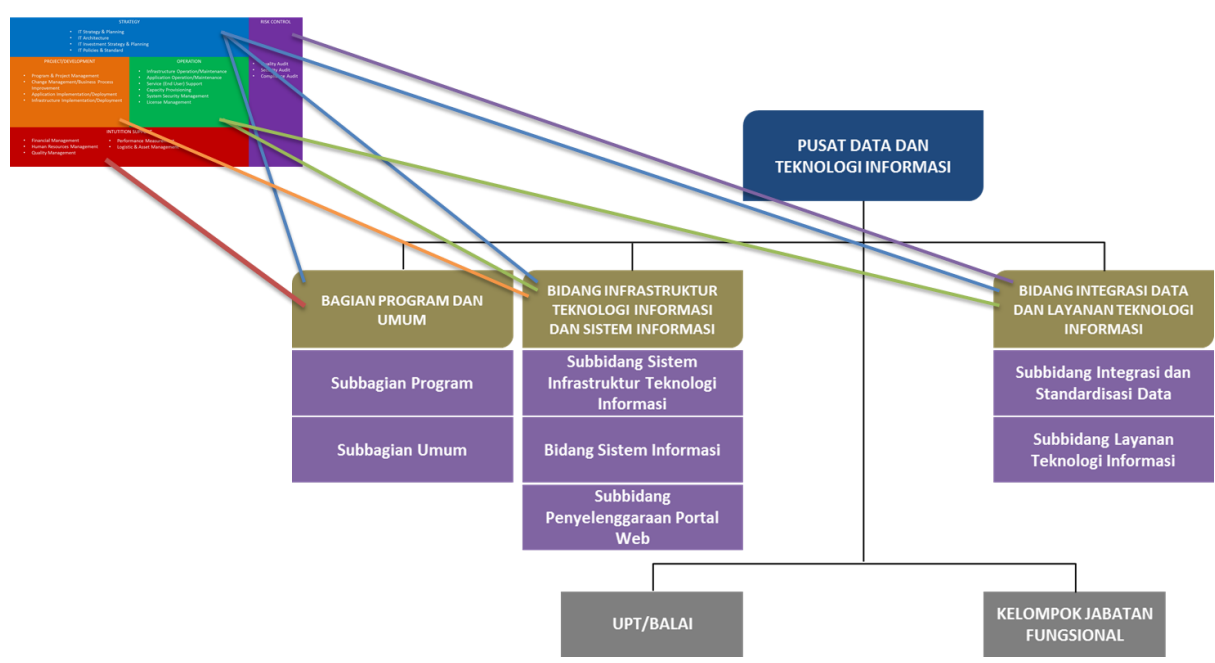 STRATEGY
• IT Strategy & Planning
• IT Architecture
• IT Investment Strategy & Planning
• IT Policies & Standard
RISK CONTROL
• Quality Audit
• Security Audit
• Compliance Audit
PROJECT/DEVELOPMENT
• Program & Project Management
• Change Management/Business Process
Improvement
• Application Implementation/Deployment
• Infrastructure Implementation/Deployment
OPERATION
• Infrastructure Operation/Maintenance
• Application Operation/Maintenance
• Service (End User) Support
• Capacity Provisioning
• System Security Management
• License Management
INTUTITION SUPPORT
• Financial Management
• Human Resources Management
• Quality Management
• Performance Measurement
• Logistic & Asset Management
PUSAT DATA DAN
TEKNOLOGI INFORMASI
BAGIAN PROGRAM DAN
UMUM
Subbagian Program
Subbagian Umum
BIDANG INFRASTRUKTUR
TEKNOLOGI INFORMASI
DAN SISTEM INFORMASI
Subbidang Sistem
Infrastruktur Teknologi
Informasi
Bidang Sistem Informasi
Subbidang
Penyelenggaraan Portal
Web
BIDANG INTEGRASI DATA
DAN LAYANAN TEKNOLOGI
INFORMASI
Subbidang Integrasi dan
Standardisasi Data
Subbidang Layanan
Teknologi Informasi
UPT/BALAI
KELOMPOK JABATAN
FUNGSIONAL